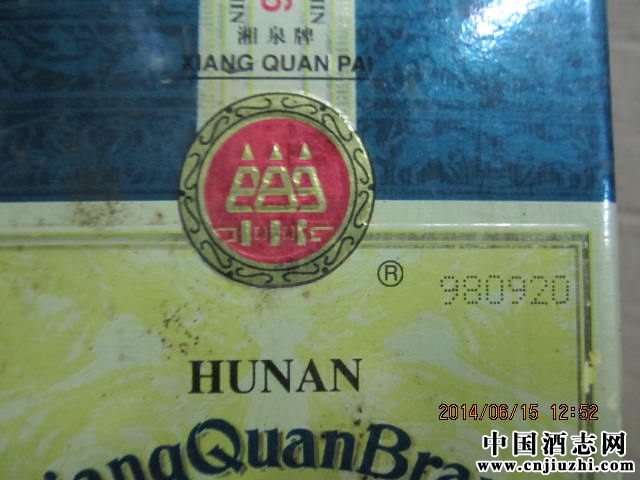 湘泉牌
XIANG QUAN PAI
®
980920
HUNAN
iangQuanBra
2014/06/15 12:52
中国酒志网
www.cnjiuzhi.com